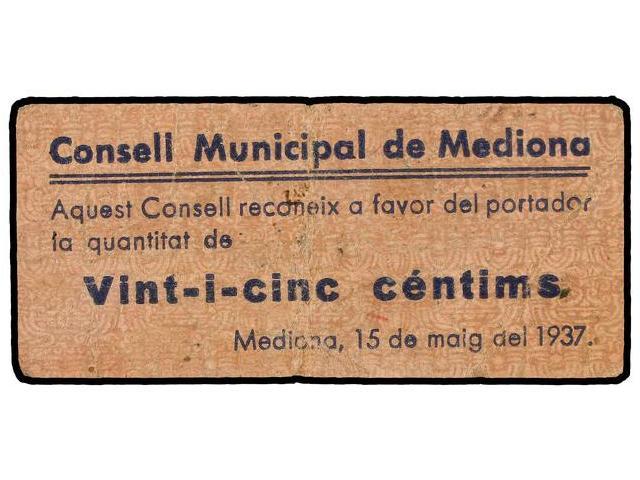 Consell Municipal de Mediona
Aquest Consell reconeix a favor del portador
la quantitat de
Vint-i-cinc céntims
Mediona, 15 de maig del 1937.